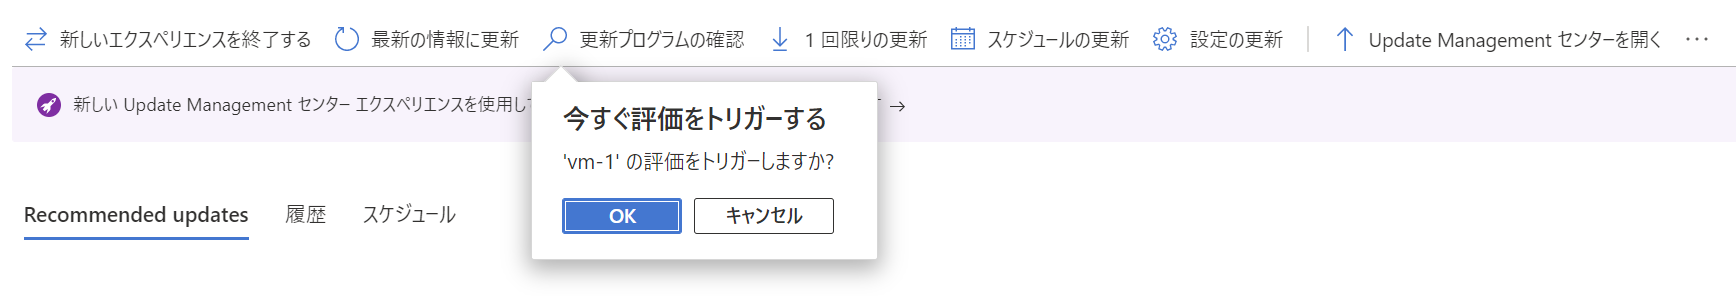 新しいエクスペリエンスを終了する 最新の情報に更新 更新プログラムの確認 1 回限りの更新 スケジュールの更新 設定の更新 Update Management センターを開く ...
新しい Update Management センター エクスペリエンスを使用し →
今すぐ評価をトリガーする
'vm-1' の評価をトリガーしますか?
OK キャンセル
Recommended updates 履歴 スケジュール